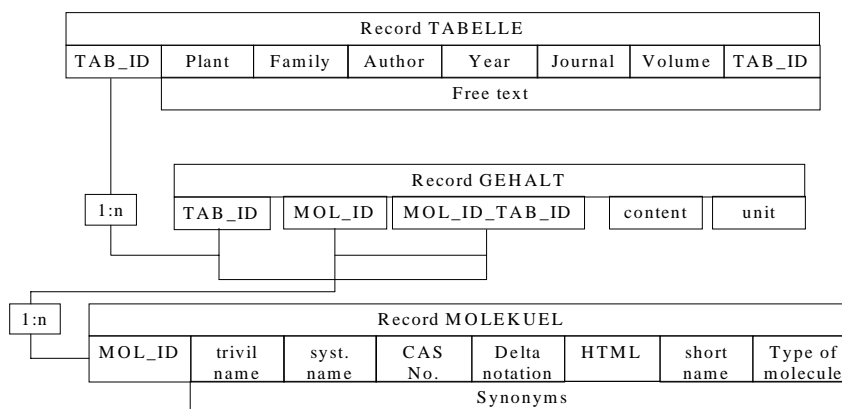 Record TABELLE
TAB_ID Plant Family Author Year Journal Volume TAB_ID
Free text
Record GEHALT
1:n
TAB_ID MOL_ID MOL_ID_TAB_ID content unit
1:n
Record MOLEKUEL
MOL_ID trivil name syst. name CAS No. Delta notation HTML short name Type of molecule
Synonyms